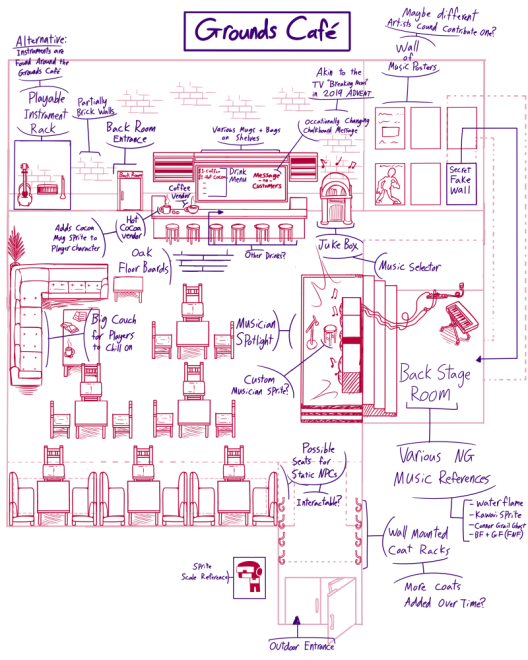 Grounds Café
Maybe different
Artists Could Contribute one?
Alternative:
Instruments are
Found Around the
Grounds Café
Wall
of
Music Posters
Akin to the
TV "Breaking News"
in 2019 ADVENT
Playable
Instrument
Rack
Partially
Brick Walls
Back Room
Entrance
Various Mugs + Bags
on Shelves
Occationally Changing
Chalkboard Message
Back Room
Drink
Menu
Message
-to-
Customers
Coffee
Vendor
Secret
Fake
Wall
Adds Cocoa
Mug Sprite to
Player Character
Hot
Cocoa
Vendor
Oak
Floor Boards
Other Drinks?
Juke Box
Music Selector
Big Couch
for Players
to Chill on
Musician
Spotlight
Custom
Musician Sprite?
Back Stage
Room
Various NG
Music References
- Waterflame
- Kawaii Sprite
- Connor Grail Ghost
- BF + GF (FNF)
Possible
Seats for
Static NPCs
Interactable?
Wall Mounted
Coat Racks
More Coats
Added Over Time?
Sprite
Scale Reference
Outdoor Entrance